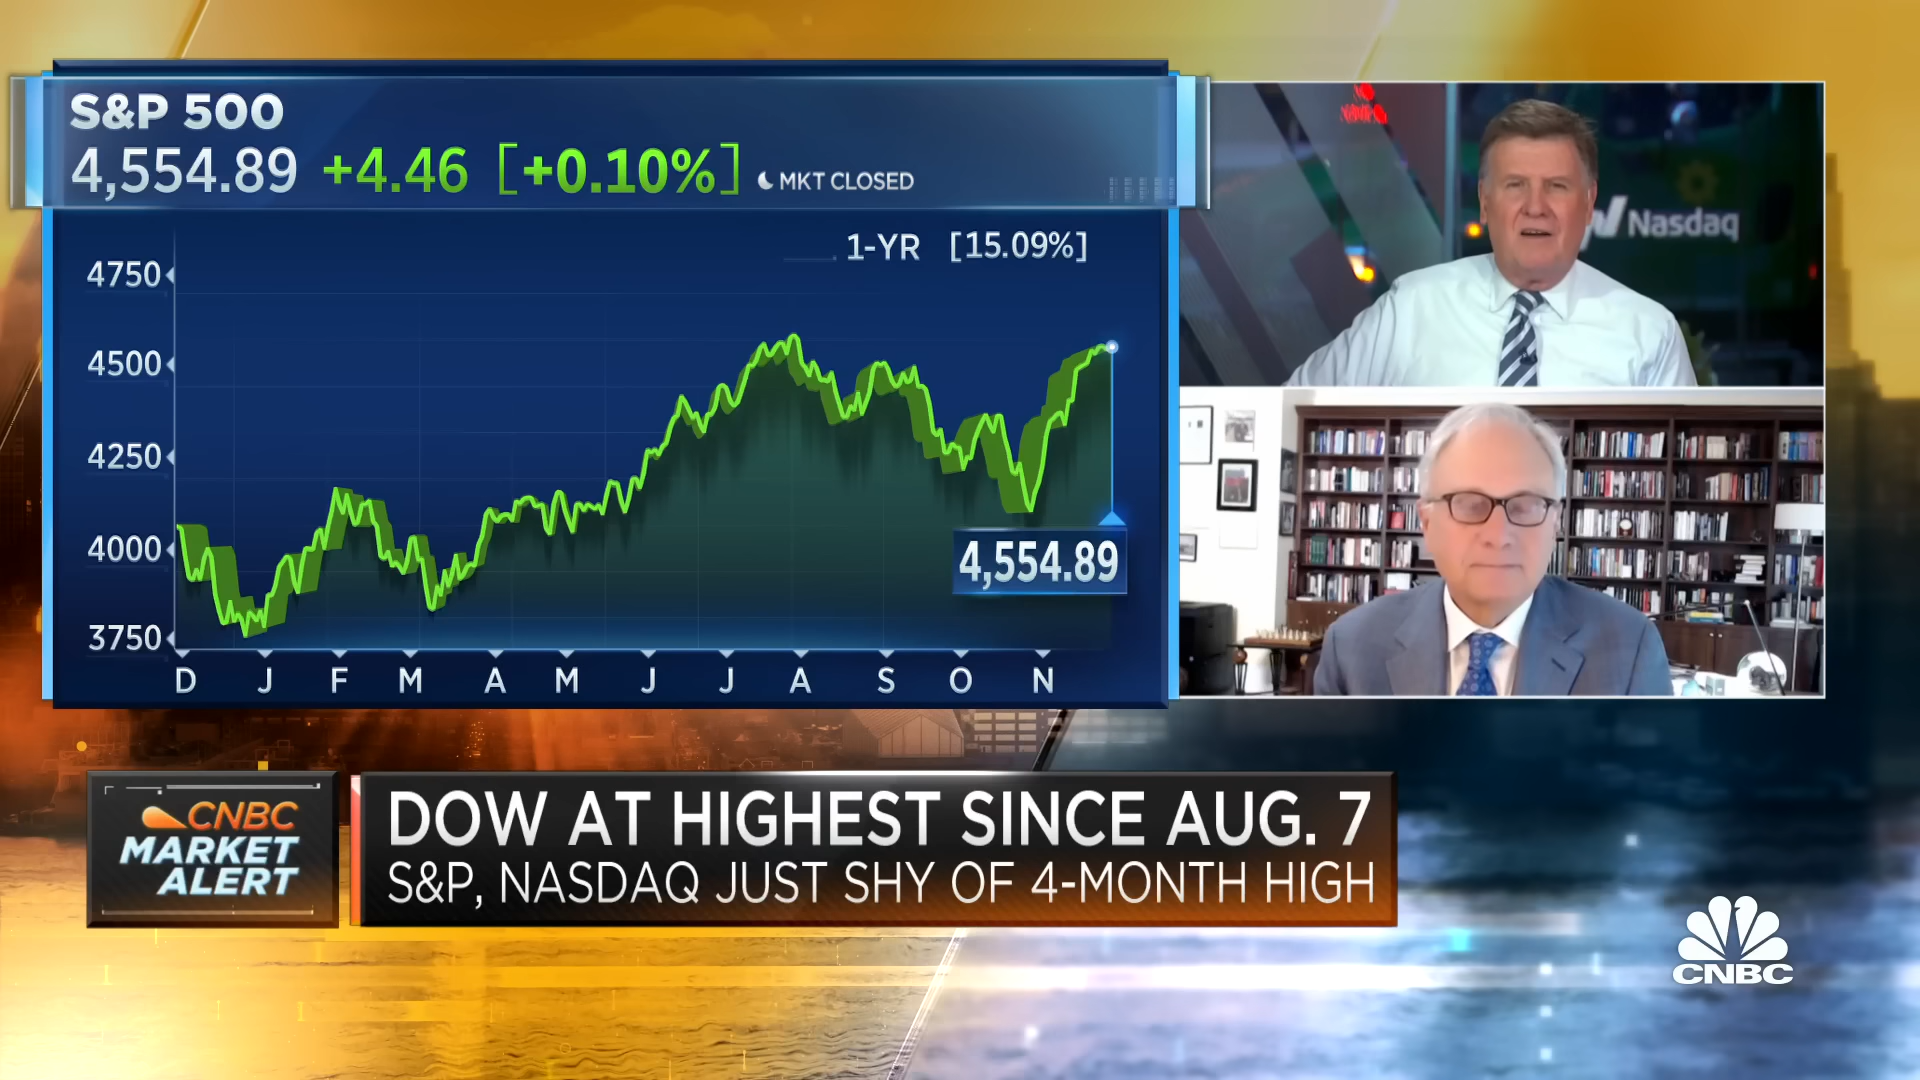 S&P 500
4,554.89 +4.46 [+0.10%] MKT CLOSED
1-YR [15.09%]
4750
4500
4250
4000
3750
4,554.89
D J F M A M J J A S O N
Nasdaq
CNBC
MARKET
ALERT
DOW AT HIGHEST SINCE AUG. 7
S&P, NASDAQ JUST SHY OF 4-MONTH HIGH
CNBC